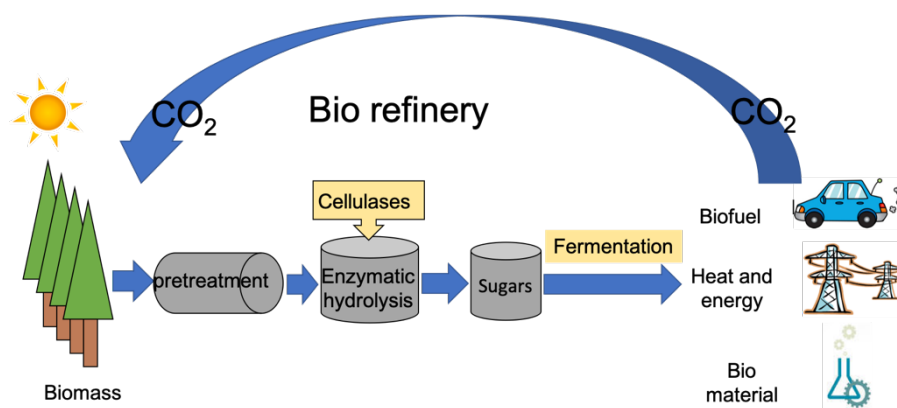 CO2
Bio refinery
CO2
Cellulases
Biofuel
Fermentation
pretreatment
Enzymatic
hydrolysis
Sugars
Heat and
energy
Biomass
Bio
material